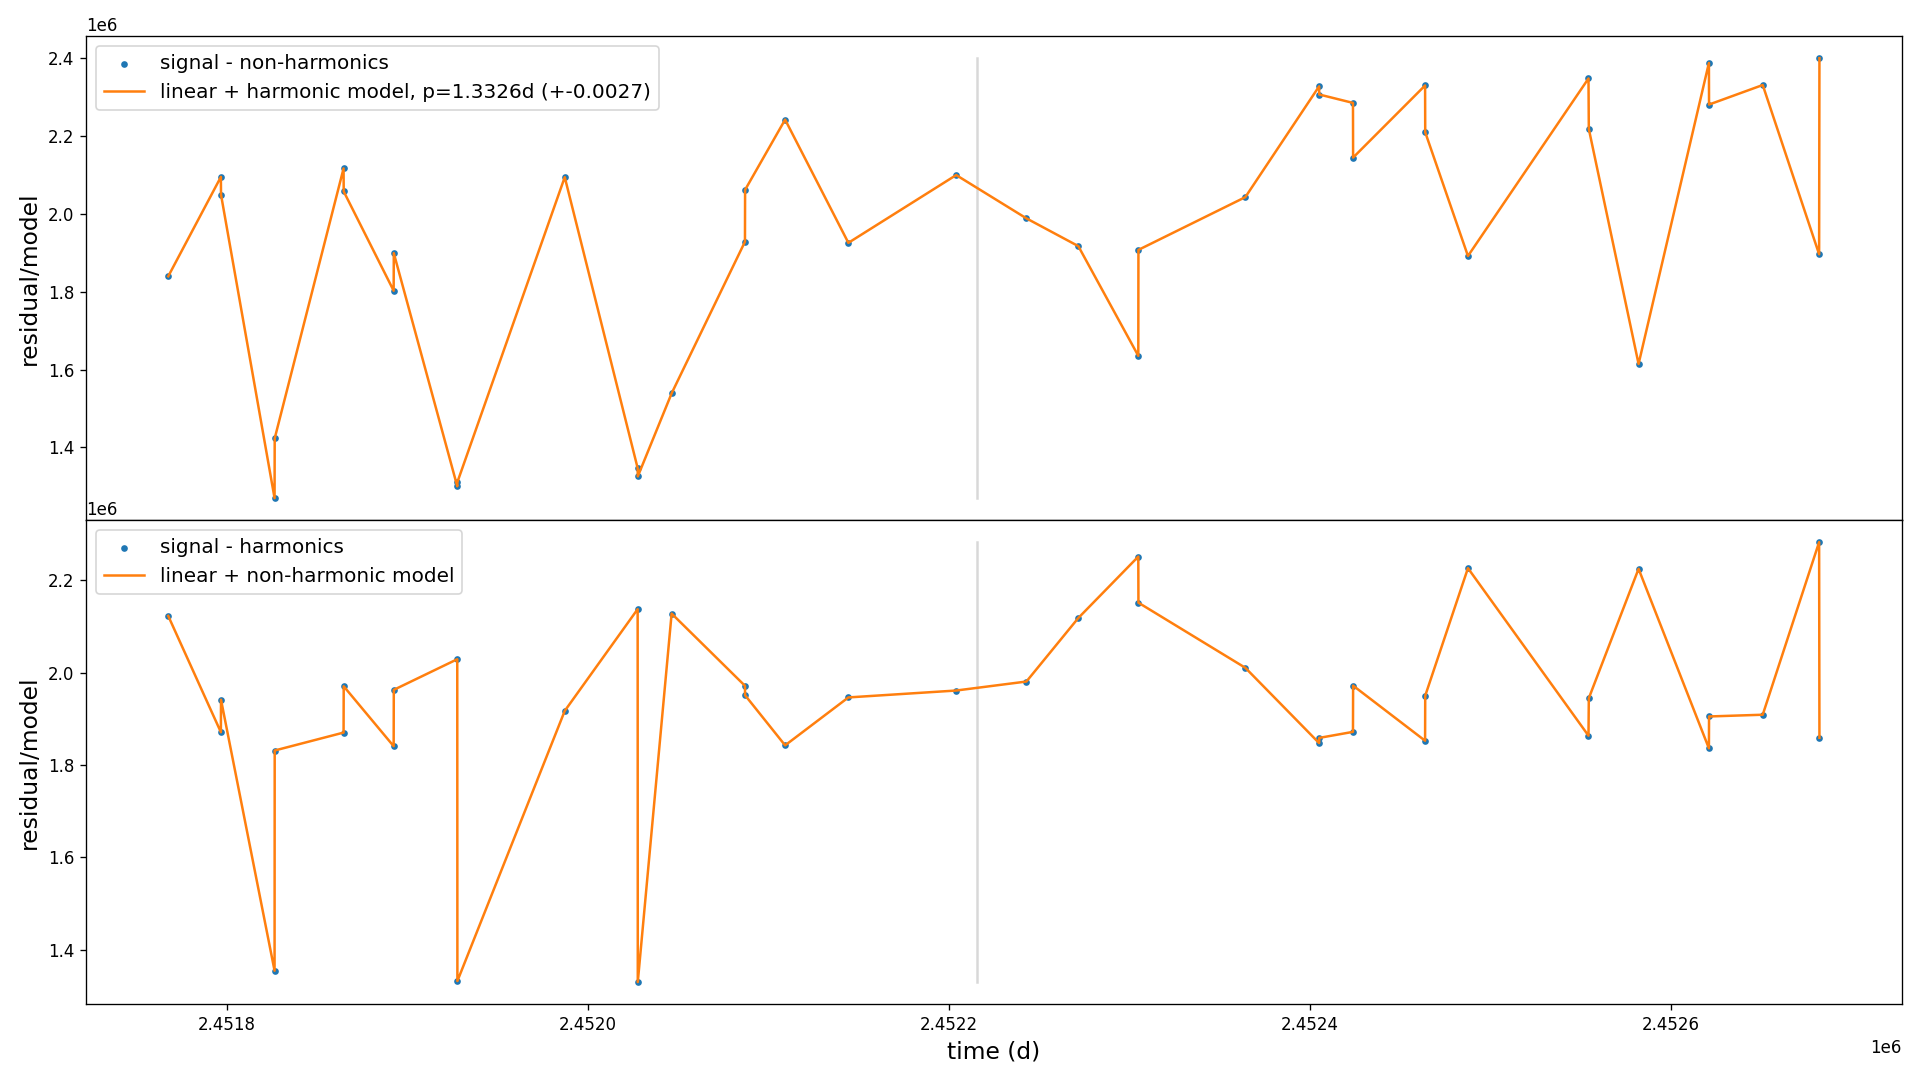 1e6
signal - non-harmonics
linear + harmonic model, p=1.3326d (+-0.0027)
2.4
2.2
2.0
1.8
1.6
1.4
residual/model
1e6
signal - harmonics
linear + non-harmonic model
2.2
2.0
1.8
1.6
1.4
residual/model
2.4518
2.4520
2.4522
2.4524
2.4526
time (d)
1e6